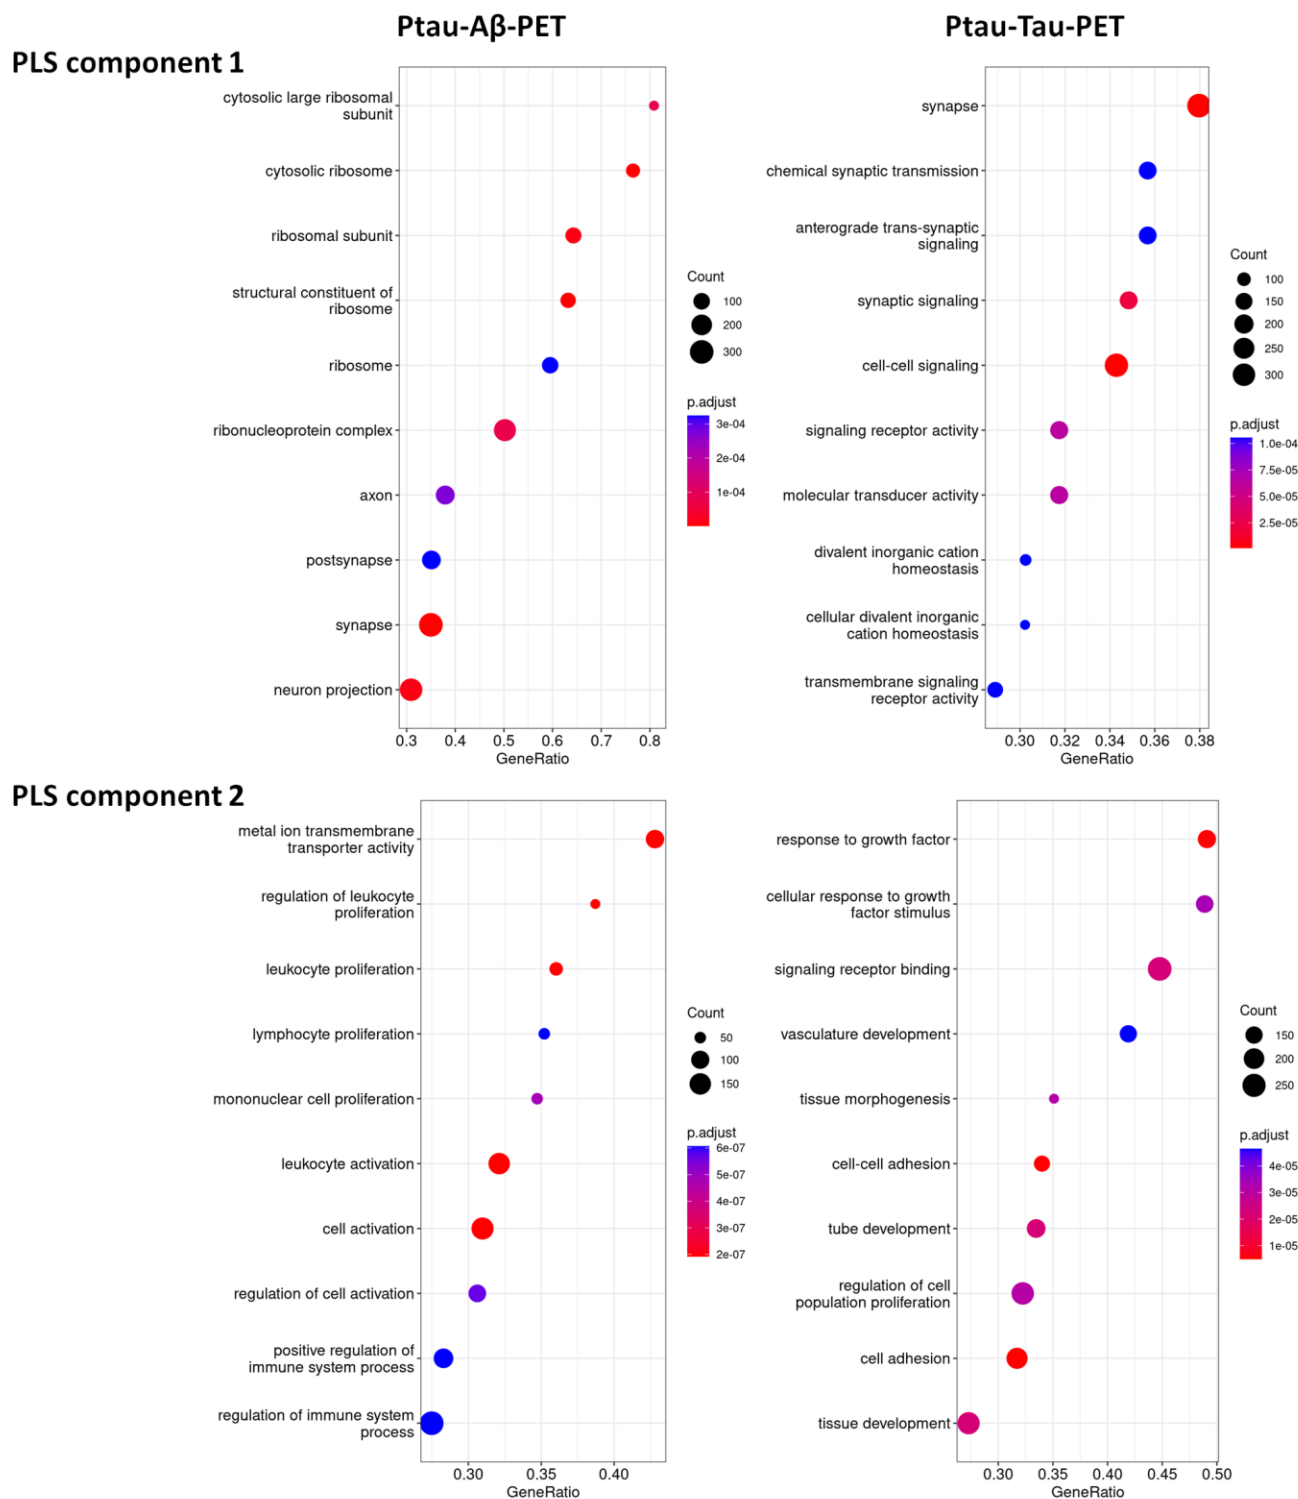 Ptau-Aβ-PET
Ptau-Tau-PET
PLS component 1
cytosolic large ribosomal
subunit
cytosolic ribosome
ribosomal subunit
structural constituent of
ribosome
ribosome
ribonucleoprotein complex
axon
postsynapse
synapse
neuron projection
0.3 0.4 0.5 0.6 0.7 0.8
GeneRatio
Count
100
200
300
p.adjust
3e-04
2e-04
1e-04
synapse
chemical synaptic transmission
anterograde trans-synaptic
signaling
synaptic signaling
cell-cell signaling
signaling receptor activity
molecular transducer activity
divalent inorganic cation
homeostasis
cellular divalent inorganic
cation homeostasis
transmembrane signaling
receptor activity
0.30 0.32 0.34 0.36 0.38
GeneRatio
Count
100
150
200
250
300
p.adjust
1.0e-04
7.5e-05
5.0e-05
2.5e-05
PLS component 2
metal ion transmembrane
transporter activity
regulation of leukocyte
proliferation
leukocyte proliferation
lymphocyte proliferation
mononuclear cell proliferation
leukocyte activation
cell activation
regulation of cell activation
positive regulation of
immune system process
regulation of immune system
process
0.30 0.35 0.40
GeneRatio
Count
50
100
150
p.adjust
6e-07
5e-07
4e-07
3e-07
2e-07
response to growth factor
cellular response to growth
factor stimulus
signaling receptor binding
vasculature development
tissue morphogenesis
cell-cell adhesion
tube development
regulation of cell
population proliferation
cell adhesion
tissue development
0.30 0.35 0.40 0.45 0.50
GeneRatio
Count
150
200
250
p.adjust
4e-05
3e-05
2e-05
1e-05